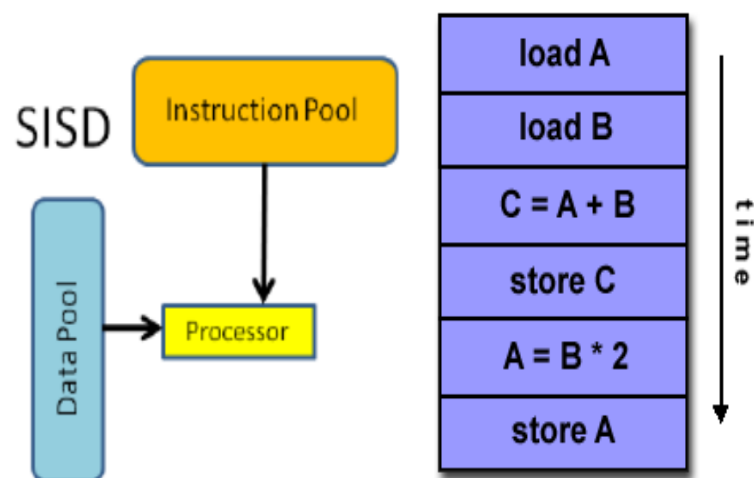 SISD
Instruction Pool
Data Pool
Processor
load A
load B
C = A + B
store C
A = B * 2
store A
time